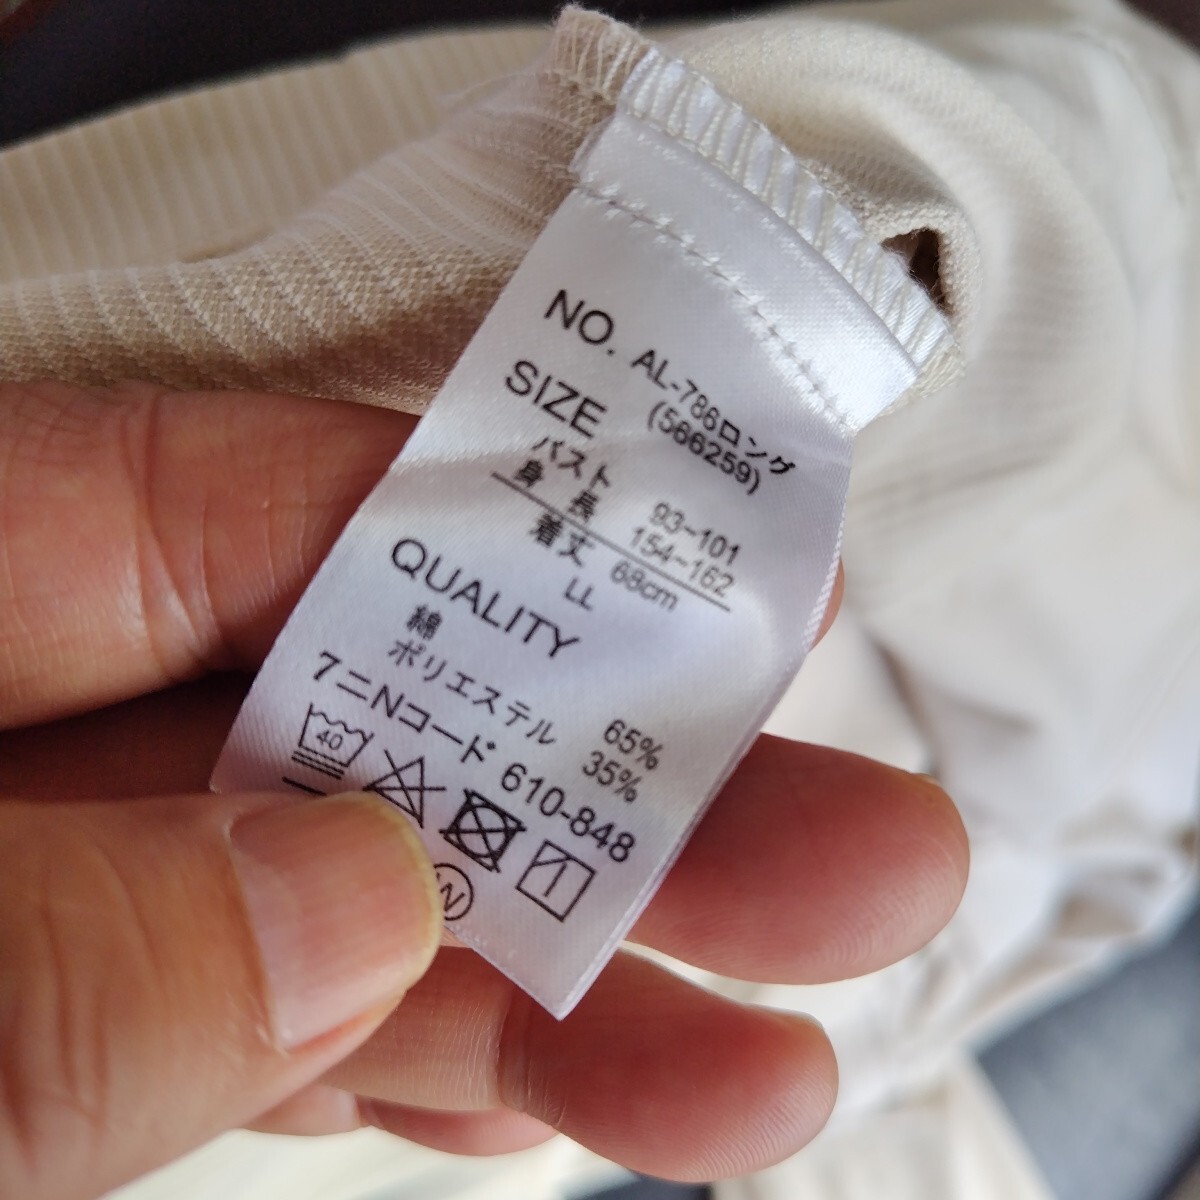 NO. AL-786ロング
(566259)
SIZE
バスト 93~101
身 長 154~162
着丈 68cm
LL
QUALITY
綿 65%
ポリエステル 35%
7ニNコード 610-848
40
W